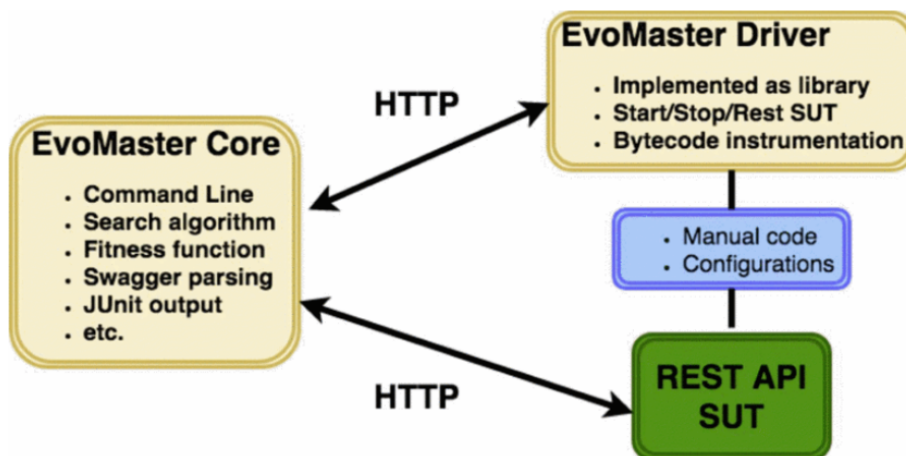 EvoMaster Driver
• Implemented as library
• Start/Stop/Rest SUT
• Bytecode instrumentation
HTTP
EvoMaster Core
• Command Line
• Search algorithm
• Fitness function
• Swagger parsing
• JUnit output
• etc.
• Manual code
• Configurations
HTTP
REST API
SUT